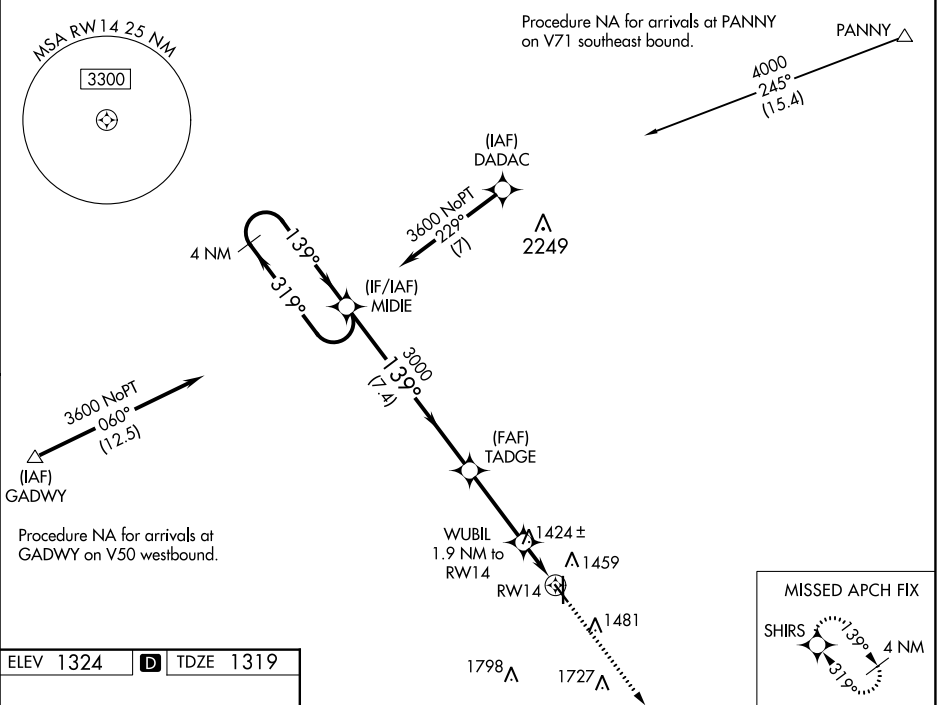 MSA RW14 25 NM
3300
Procedure NA for arrivals at PANNY
on V71 southeast bound.
PANNY
4000
245°
(15.4)
(IAF)
DADAC
3600 NoPT
229°
(7)
2249
4 NM
139°
319°
(IF/IAF)
MIDIE
3000
139°
(7.4)
3600 NoPT
060°
(12.5)
(IAF)
GADWY
Procedure NA for arrivals at
GADWY on V50 westbound.
(FAF)
TADGE
WUBIL
1.9 NM to
RW14
1424 ±
1459
RW14
1481
1798
1727
MISSED APCH FIX
SHIRS
139°
4 NM
319°
ELEV 1324 D TDZE 1319